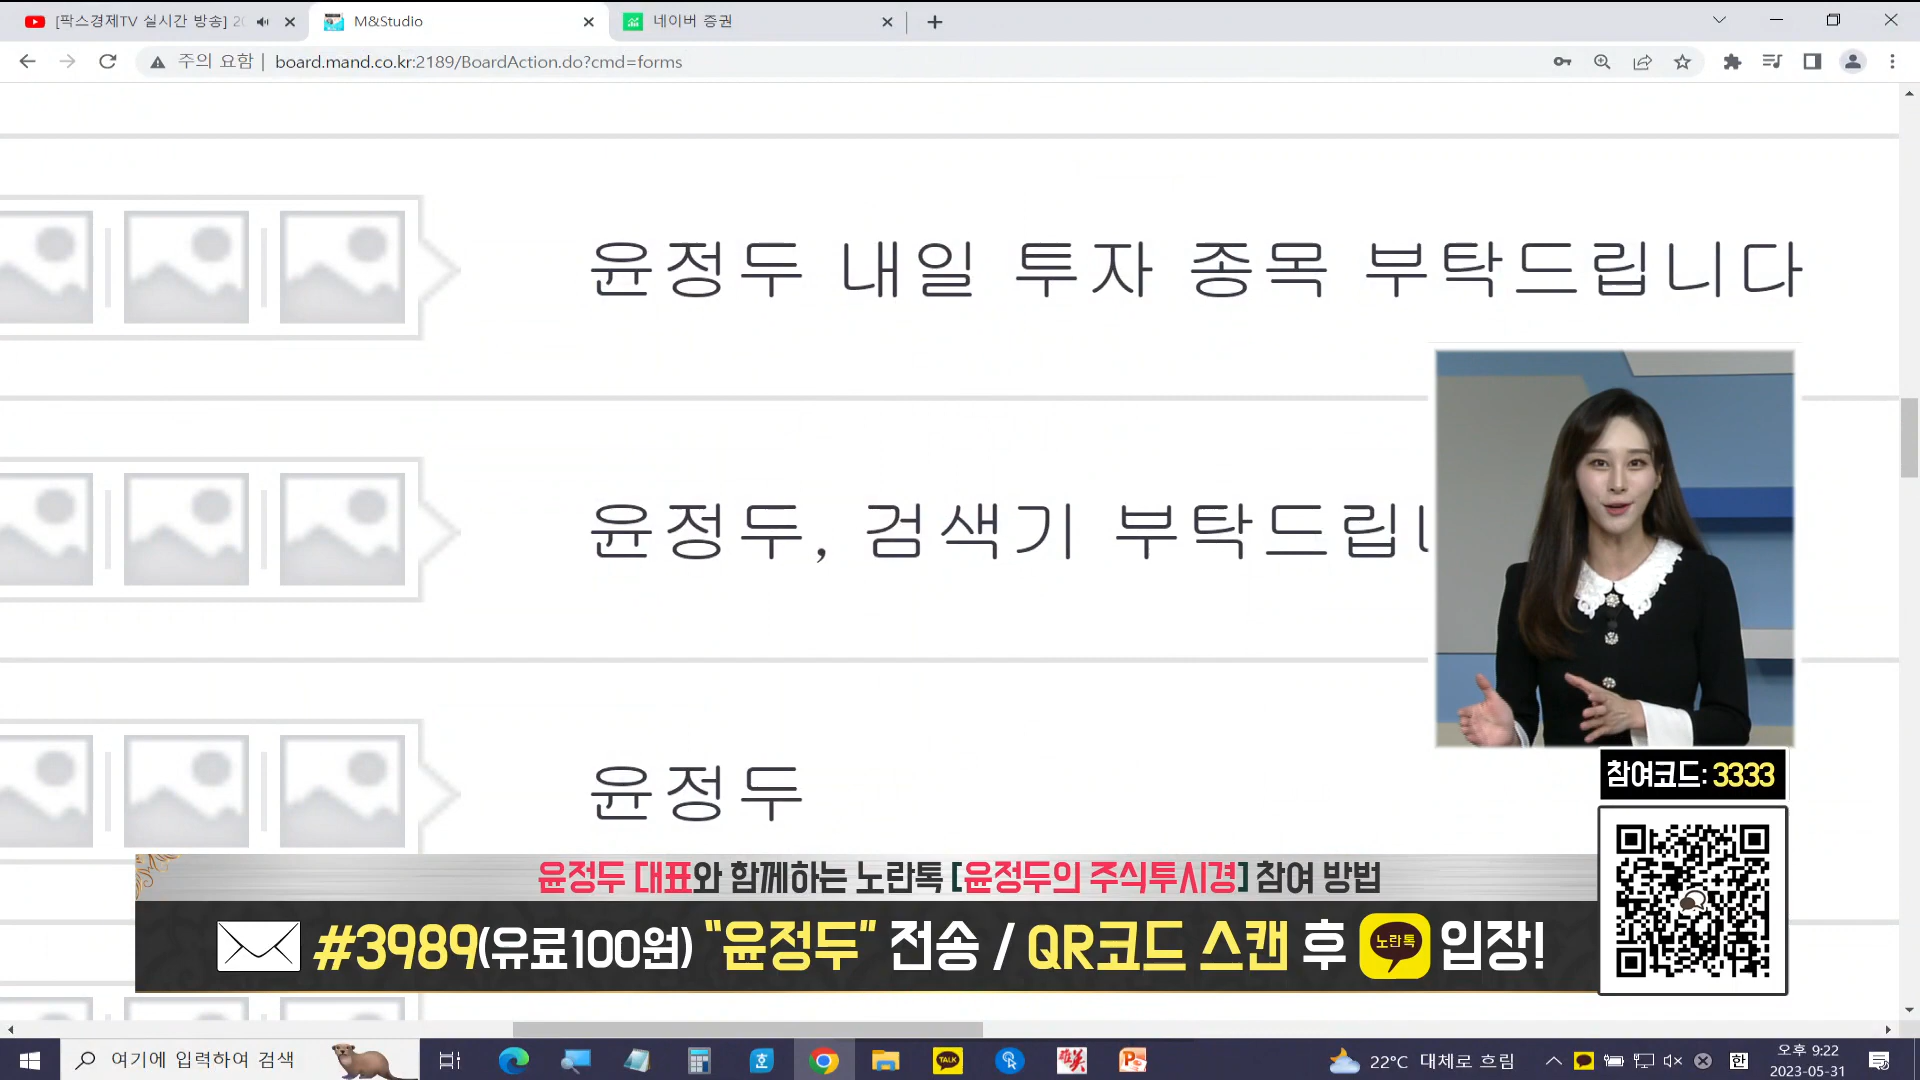 [팍스경제TV 실시간 방송]
M&Studio
네이버 증권
주의 요함 | board.mand.co.kr:2189/BoardAction.do?cmd=forms
윤정두 내일 투자 종목 부탁드립니다
윤정두, 검색기 부탁드립
윤정두
참여코드: 3333
윤정두 대표와 함께하는 노란톡 [윤정두의 주식투시경] 참여 방법
#3989(유료100원) “윤정두” 전송 / QR코드 스캔 후 노란톡 입장!
여기에 입력하여 검색
TALK
22°C 대체로 흐림
한
오후 9:22
2023-05-31